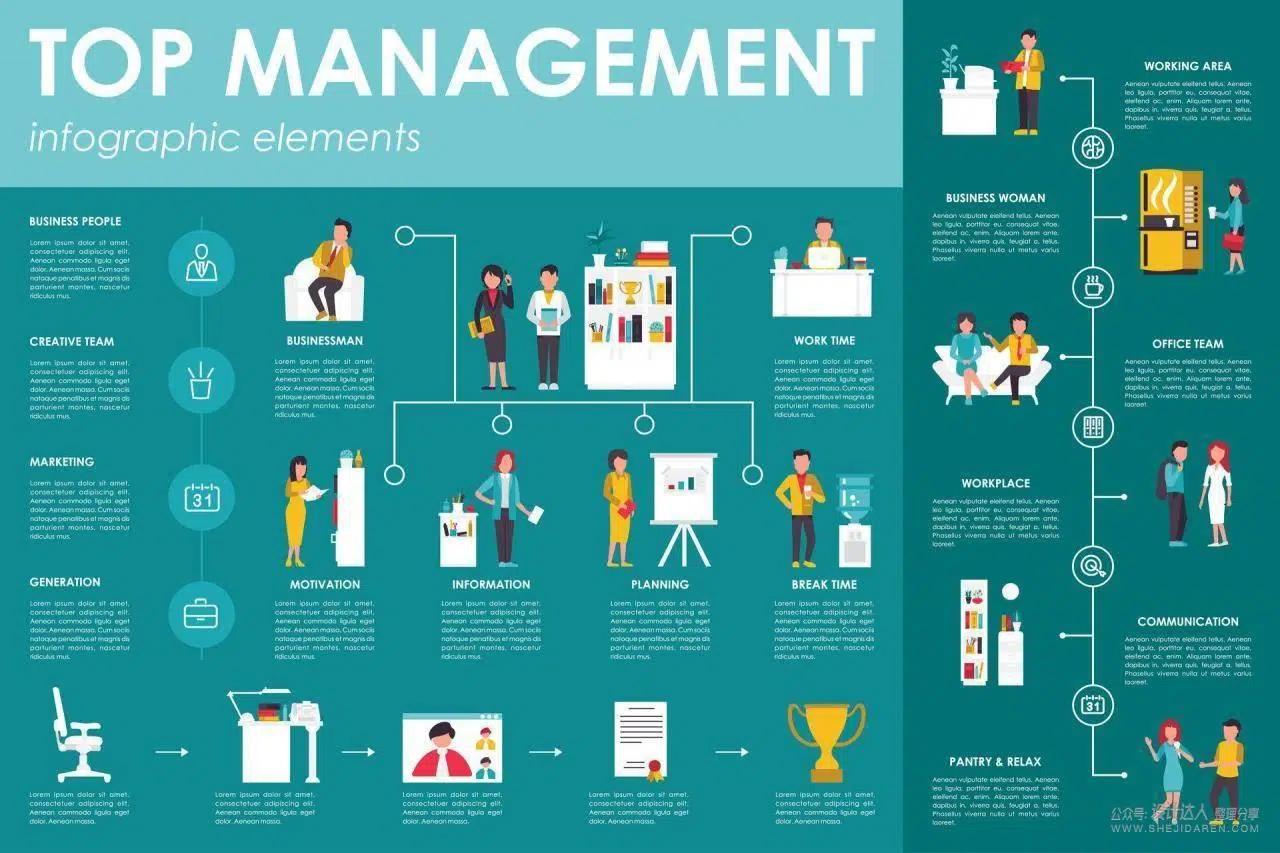 TOP MANAGEMENT
infographic elements
BUSINESS PEOPLE
Lorem ipsum dolor sit amet,
consectetuer adipiscing elit.
Aenean commodo ligula eget
dolor. Aenean massa. Cum sociis
natoque penatibus et magnis dis
parturient montes, nascetur
ridiculus mus.
CREATIVE TEAM
Lorem ipsum dolor sit amet,
consectetuer adipiscing elit.
Aenean commodo ligula eget
dolor. Aenean massa. Cum sociis
natoque penatibus et magnis dis
parturient montes, nascetur
ridiculus mus.
MARKETING
Lorem ipsum dolor sit amet,
consectetuer adipiscing elit.
Aenean commodo ligula eget
dolor. Aenean massa. Cum sociis
natoque penatibus et magnis dis
parturient montes, nascetur
ridiculus mus.
31
GENERATION
Lorem ipsum dolor sit amet,
consectetuer adipiscing elit.
Aenean commodo ligula eget
dolor. Aenean massa. Cum sociis
natoque penatibus et magnis dis
parturient montes, nascetur
ridiculus mus.
BUSINESSMAN
Lorem ipsum dolor sit amet,
consectetuer adipiscing elit.
Aenean commodo ligula eget
dolor. Aenean massa. Cum sociis
natoque penatibus et magnis dis
parturient montes, nascetur
ridiculus mus.
WORK TIME
Lorem ipsum dolor sit amet,
consectetuer adipiscing elit.
Aenean commodo ligula eget
dolor. Aenean massa. Cum sociis
natoque penatibus et magnis dis
parturient montes, nascetur
ridiculus mus.
MOTIVATION
Lorem ipsum dolor sit amet,
consectetuer adipiscing elit.
Aenean commodo ligula eget
dolor. Aenean massa. Cum sociis
natoque penatibus et magnis dis
parturient montes, nascetur
ridiculus mus.
INFORMATION
Lorem ipsum dolor sit amet,
consectetuer adipiscing elit.
Aenean commodo ligula eget
dolor. Aenean massa. Cum sociis
natoque penatibus et magnis dis
parturient montes, nascetur
ridiculus mus.
PLANNING
Lorem ipsum dolor sit amet,
consectetuer adipiscing elit.
Aenean commodo ligula eget
dolor. Aenean massa. Cum sociis
natoque penatibus et magnis dis
parturient montes, nascetur
ridiculus mus.
BREAK TIME
Lorem ipsum dolor sit amet,
consectetuer adipiscing elit.
Aenean commodo ligula eget
dolor. Aenean massa. Cum sociis
natoque penatibus et magnis dis
parturient montes, nascetur
ridiculus mus.
Lorem ipsum dolor sit amet,
consectetuer adipiscing elit.
Aenean commodo ligula eget
dolor. Aenean massa.
Lorem ipsum dolor sit amet,
consectetuer adipiscing elit.
Aenean commodo ligula eget
dolor. Aenean massa.
Lorem ipsum dolor sit amet,
consectetuer adipiscing elit.
Aenean commodo ligula eget
dolor. Aenean massa.
Lorem ipsum dolor sit amet,
consectetuer adipiscing elit.
Aenean commodo ligula eget
dolor. Aenean massa.
Lorem ipsum dolor sit amet,
consectetuer adipiscing elit.
Aenean commodo ligula eget
dolor. Aenean massa.
WORKING AREA
Aenean vulputate eleifend tellus. Aenean
leo ligula, porttitor eu, consequat vitae,
eleifend ac, enim. Aliquam lorem ante,
dapibus in, viverra quis, feugiat a, tellus.
Phasellus viverra nulla ut metus varius
laoreet.
BUSINESS WOMAN
Aenean vulputate eleifend tellus. Aenean
leo ligula, porttitor eu, consequat vitae,
eleifend ac, enim. Aliquam lorem ante,
dapibus in, viverra quis, feugiat a, tellus.
Phasellus viverra nulla ut metus varius
laoreet.
OFFICE TEAM
Aenean vulputate eleifend tellus. Aenean
leo ligula, porttitor eu, consequat vitae,
eleifend ac, enim. Aliquam lorem ante,
dapibus in, viverra quis, feugiat a, tellus.
Phasellus viverra nulla ut metus varius
laoreet.
WORKPLACE
Aenean vulputate eleifend tellus. Aenean
leo ligula, porttitor eu, consequat vitae,
eleifend ac, enim. Aliquam lorem ante,
dapibus in, viverra quis, feugiat a, tellus.
Phasellus viverra nulla ut metus varius
laoreet.
COMMUNICATION
Aenean vulputate eleifend tellus. Aenean
leo ligula, porttitor eu, consequat vitae,
eleifend ac, enim. Aliquam lorem ante,
dapibus in, viverra quis, feugiat a, tellus.
Phasellus viverra nulla ut metus varius
laoreet.
31
PANTRY & RELAX
Aenean vulputate eleifend tellus. Aenean
leo ligula, porttitor eu, consequat vitae,
eleifend ac, enim. Aliquam lorem ante,
dapibus in, viverra quis, feugiat a, tellus.
Phasellus viverra nulla ut metus varius
laoreet.
公众号: 设计达人 整理分享
WWW.SHEJIDAREN.COM